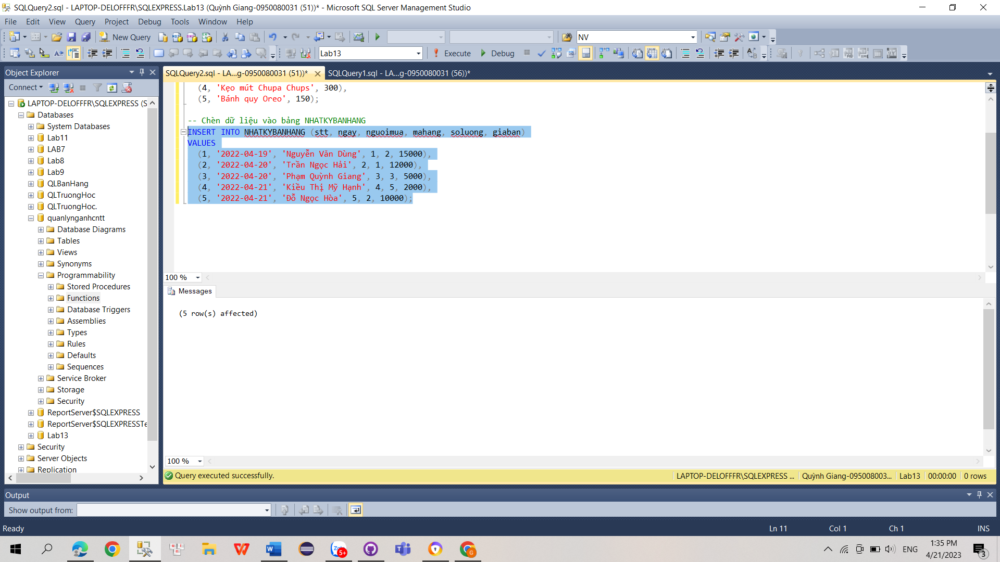 SQLQuery2.sql - LAPTOP-DELOFFFR\SQLEXPRESS.Lab13 (Quỳnh Giang-0950080031 (51))* - Microsoft SQL Server Management Studio
File Edit View Query Project Debug Tools Window Help
New Query NV
Lab13 Execute Debug
Object Explorer
Connect
LAPTOP-DELOFFFR\SQLEXPRESS (S
Databases
System Databases
Lab11
LAB7
Lab8
Lab9
QLBanHang
QLTruongHoc
QLTruongHoc.
quanlynganhcntt
Database Diagrams
Tables
Views
Synonyms
Programmability
Stored Procedures
Functions
Database Triggers
Assemblies
Types
Rules
Defaults
Sequences
Service Broker
Storage
Security
ReportServer$SQLEXPRESS
ReportServer$SQLEXPRESSTe
Lab13
Security
Server Objects
Replication
SQLQuery2.sql - LA...g-0950080031 (51))*
SQLQuery1.sql - LA...g-0950080031 (56))*
(4, 'Kẹo mút Chupa Chups', 300),
(5, 'Bánh quy Oreo', 150);
-- Chèn dữ liệu vào bảng NHATKYBANHANG
INSERT INTO NHATKYBANHANG (stt, ngay, nguoimua, mahang, soluong, giaban)
VALUES
(1, '2022-04-19', 'Nguyễn Văn Dùng', 1, 2, 15000),
(2, '2022-04-20', 'Trần Ngọc Hải', 2, 1, 12000),
(3, '2022-04-20', 'Phạm Quỳnh Giang', 3, 3, 5000),
(4, '2022-04-21', 'Kiều Thị Mỹ Hạnh', 4, 5, 2000),
(5, '2022-04-21', 'Đỗ Ngọc Hòa', 5, 2, 10000);
100 %
Messages
(5 row(s) affected)
100 %
Query executed successfully.
LAPTOP-DELOFFFR\SQLEXPRESS ... Quỳnh Giang-095008003... Lab13 00:00:00 0 rows
Output
Show output from:
Ready Ln 11 Col 1 Ch 1 INS
ENG
1:35 PM
4/21/2023
3